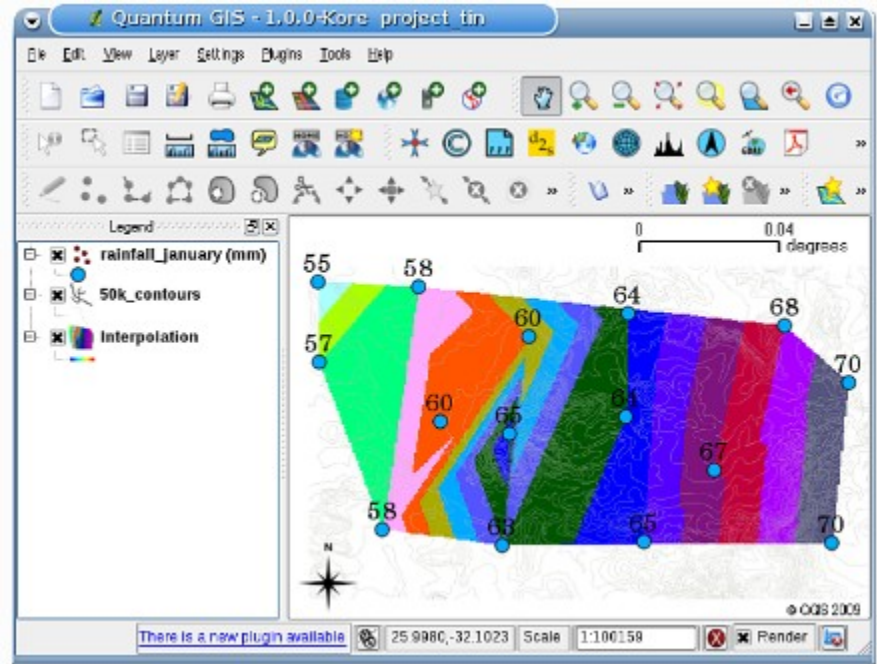 Quantum GIS - 1.0.0-Kore project_tin
File Edit View Layer Settings Plugins Tools Help
Legend
rainfall_january (mm)
50k_contours
Interpolation
0 0.04
degrees
55
58
64
68
60
57
70
60
65
64
67
58
63
65
70
N
© QGIS 2009
There is a new plugin available 25.9980,-32.1023 Scale 1:100159 Render